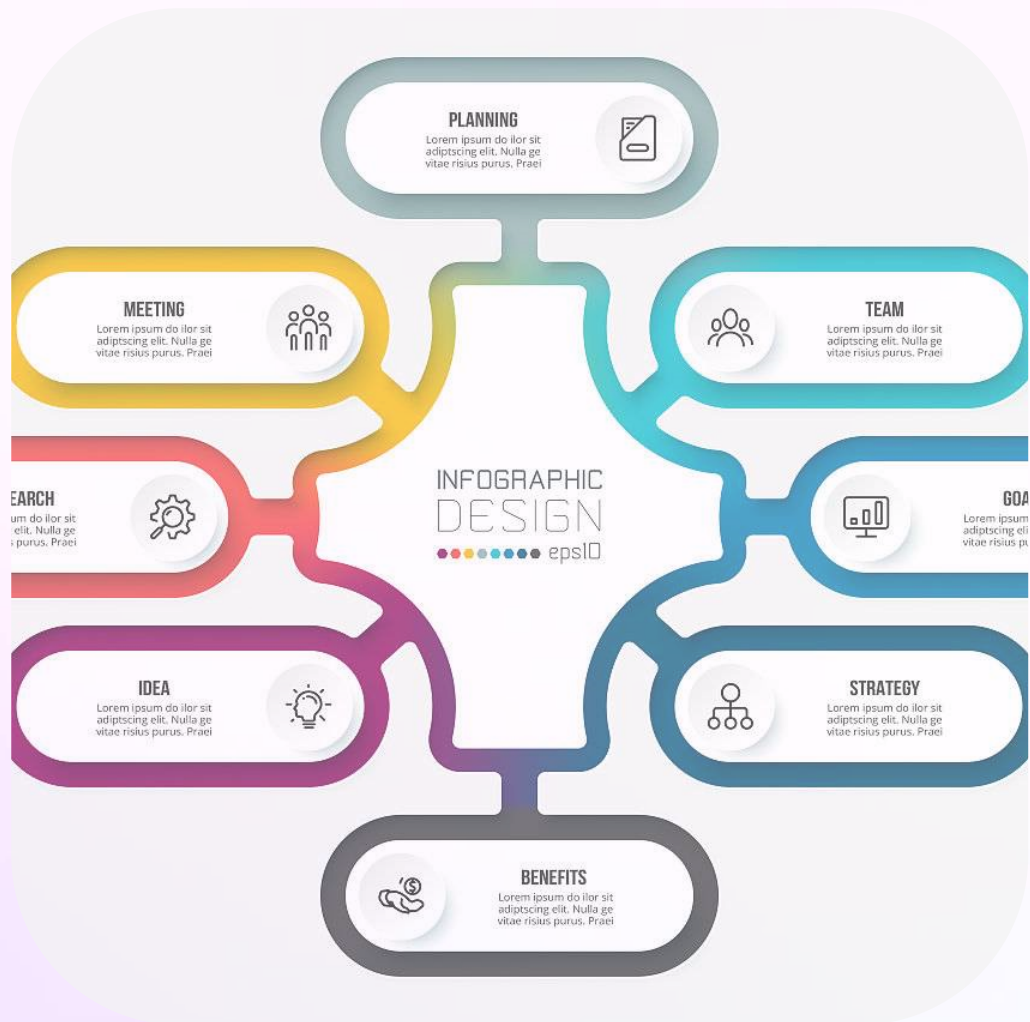 PLANNING
Lorem ipsum do ilor sit
adiptscing elit. Nulla ge
vitae risius purus. Praei
MEETING
Lorem ipsum do ilor sit
adiptscing elit. Nulla ge
vitae risius purus. Praei
TEAM
Lorem ipsum do ilor sit
adiptscing elit. Nulla ge
vitae risius purus. Praei
EARCH
um do ilor sit
elit. Nulla ge
purus. Praei
INFOGRAPHIC
DESIGN
eps10
GOA
Lorem ipsum
adiptscing eli
vitae risius pu
IDEA
Lorem ipsum do ilor sit
adiptscing elit. Nulla ge
vitae risius purus. Praei
STRATEGY
Lorem ipsum do ilor sit
adiptscing elit. Nulla ge
vitae risius purus. Praei
BENEFITS
Lorem ipsum do ilor sit
adiptscing elit. Nulla ge
vitae risius purus. Praei